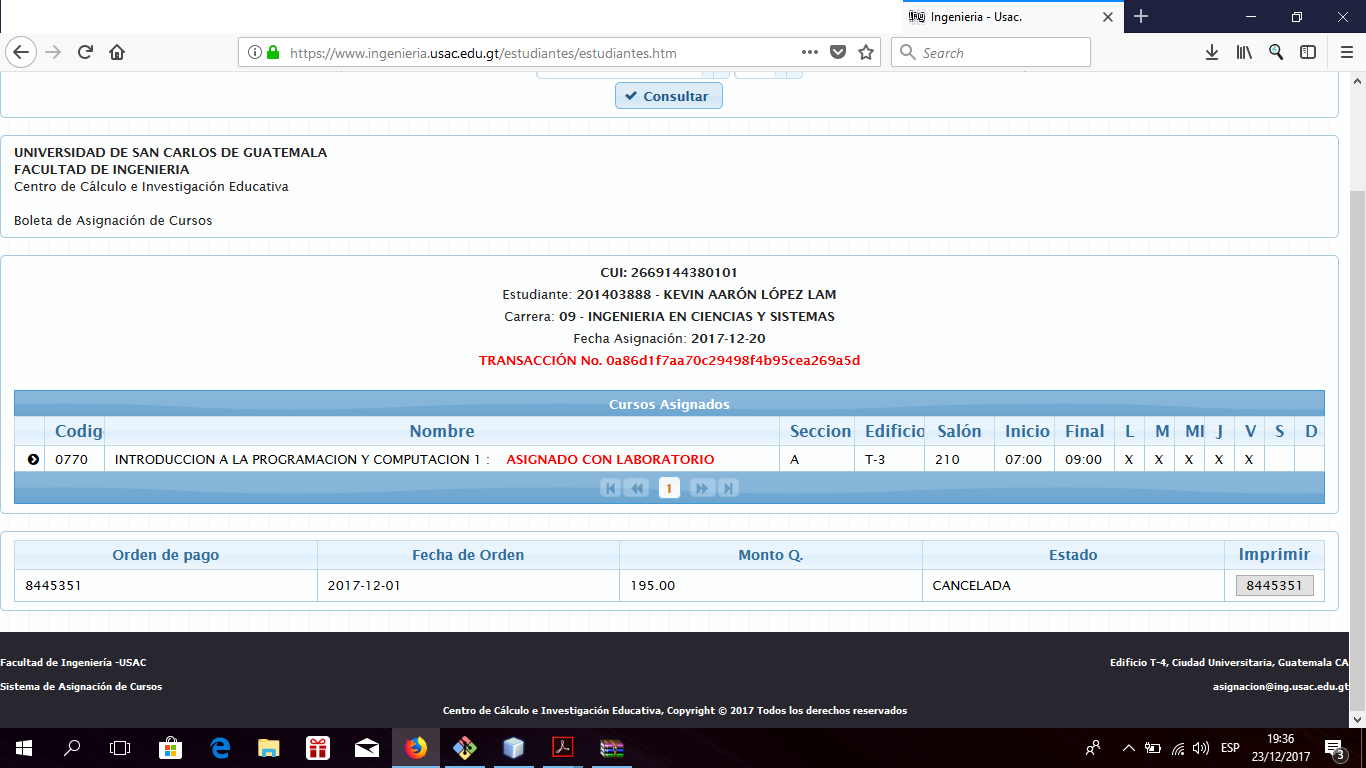 Ingenieria - Usac.
https://www.ingenieria.usac.edu.gt/estudiantes/estudiantes.htm
Search
Consultar
UNIVERSIDAD DE SAN CARLOS DE GUATEMALA
FACULTAD DE INGENIERIA
Centro de Cálculo e Investigación Educativa
Boleta de Asignación de Cursos
CUI: 2669144380101
Estudiante: 201403888 - KEVIN AARÓN LÓPEZ LAM
Carrera: 09 - INGENIERIA EN CIENCIAS Y SISTEMAS
Fecha Asignación: 2017-12-20
TRANSACCIÓN No. 0a86d1f7aa70c29498f4b95cea269a5d
Cursos Asignados
Codig Nombre Seccion Edificio Salón Inicio Final L M MI J V S D
0770 INTRODUCCION A LA PROGRAMACION Y COMPUTACION 1 : ASIGNADO CON LABORATORIO A T-3 210 07:00 09:00 X X X X X
1
Orden de pago Fecha de Orden Monto Q. Estado Imprimir
8445351 2017-12-01 195.00 CANCELADA 8445351
Facultad de Ingeniería -USAC Edificio T-4, Ciudad Universitaria, Guatemala CA
Sistema de Asignación de Cursos asignacion@ing.usac.edu.gt
Centro de Cálculo e Investigación Educativa, Copyright © 2017 Todos los derechos reservados
ESP 19:36
23/12/2017 3